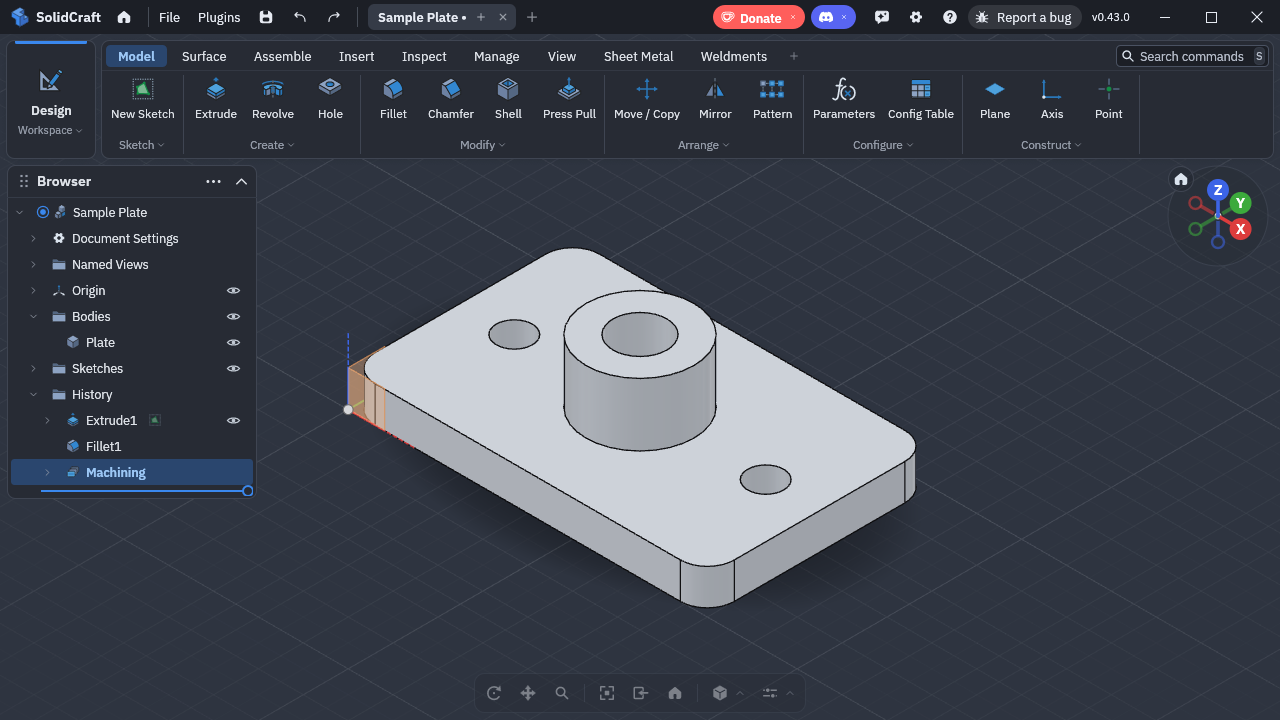 SolidCraft File Plugins Sample Plate • Donate Report a bug v0.43.0
Model Surface Assemble Insert Inspect Manage View Sheet Metal Weldments Search commands S
Design
Workspace
New Sketch Extrude Revolve Hole Fillet Chamfer Shell Press Pull Move / Copy Mirror Pattern Parameters Config Table Plane Axis Point
Sketch Create Modify Arrange Configure Construct
Browser
Sample Plate
Document Settings
Named Views
Origin
Bodies
Plate
Sketches
History
Extrude1
Fillet1
Machining
Z
Y
X